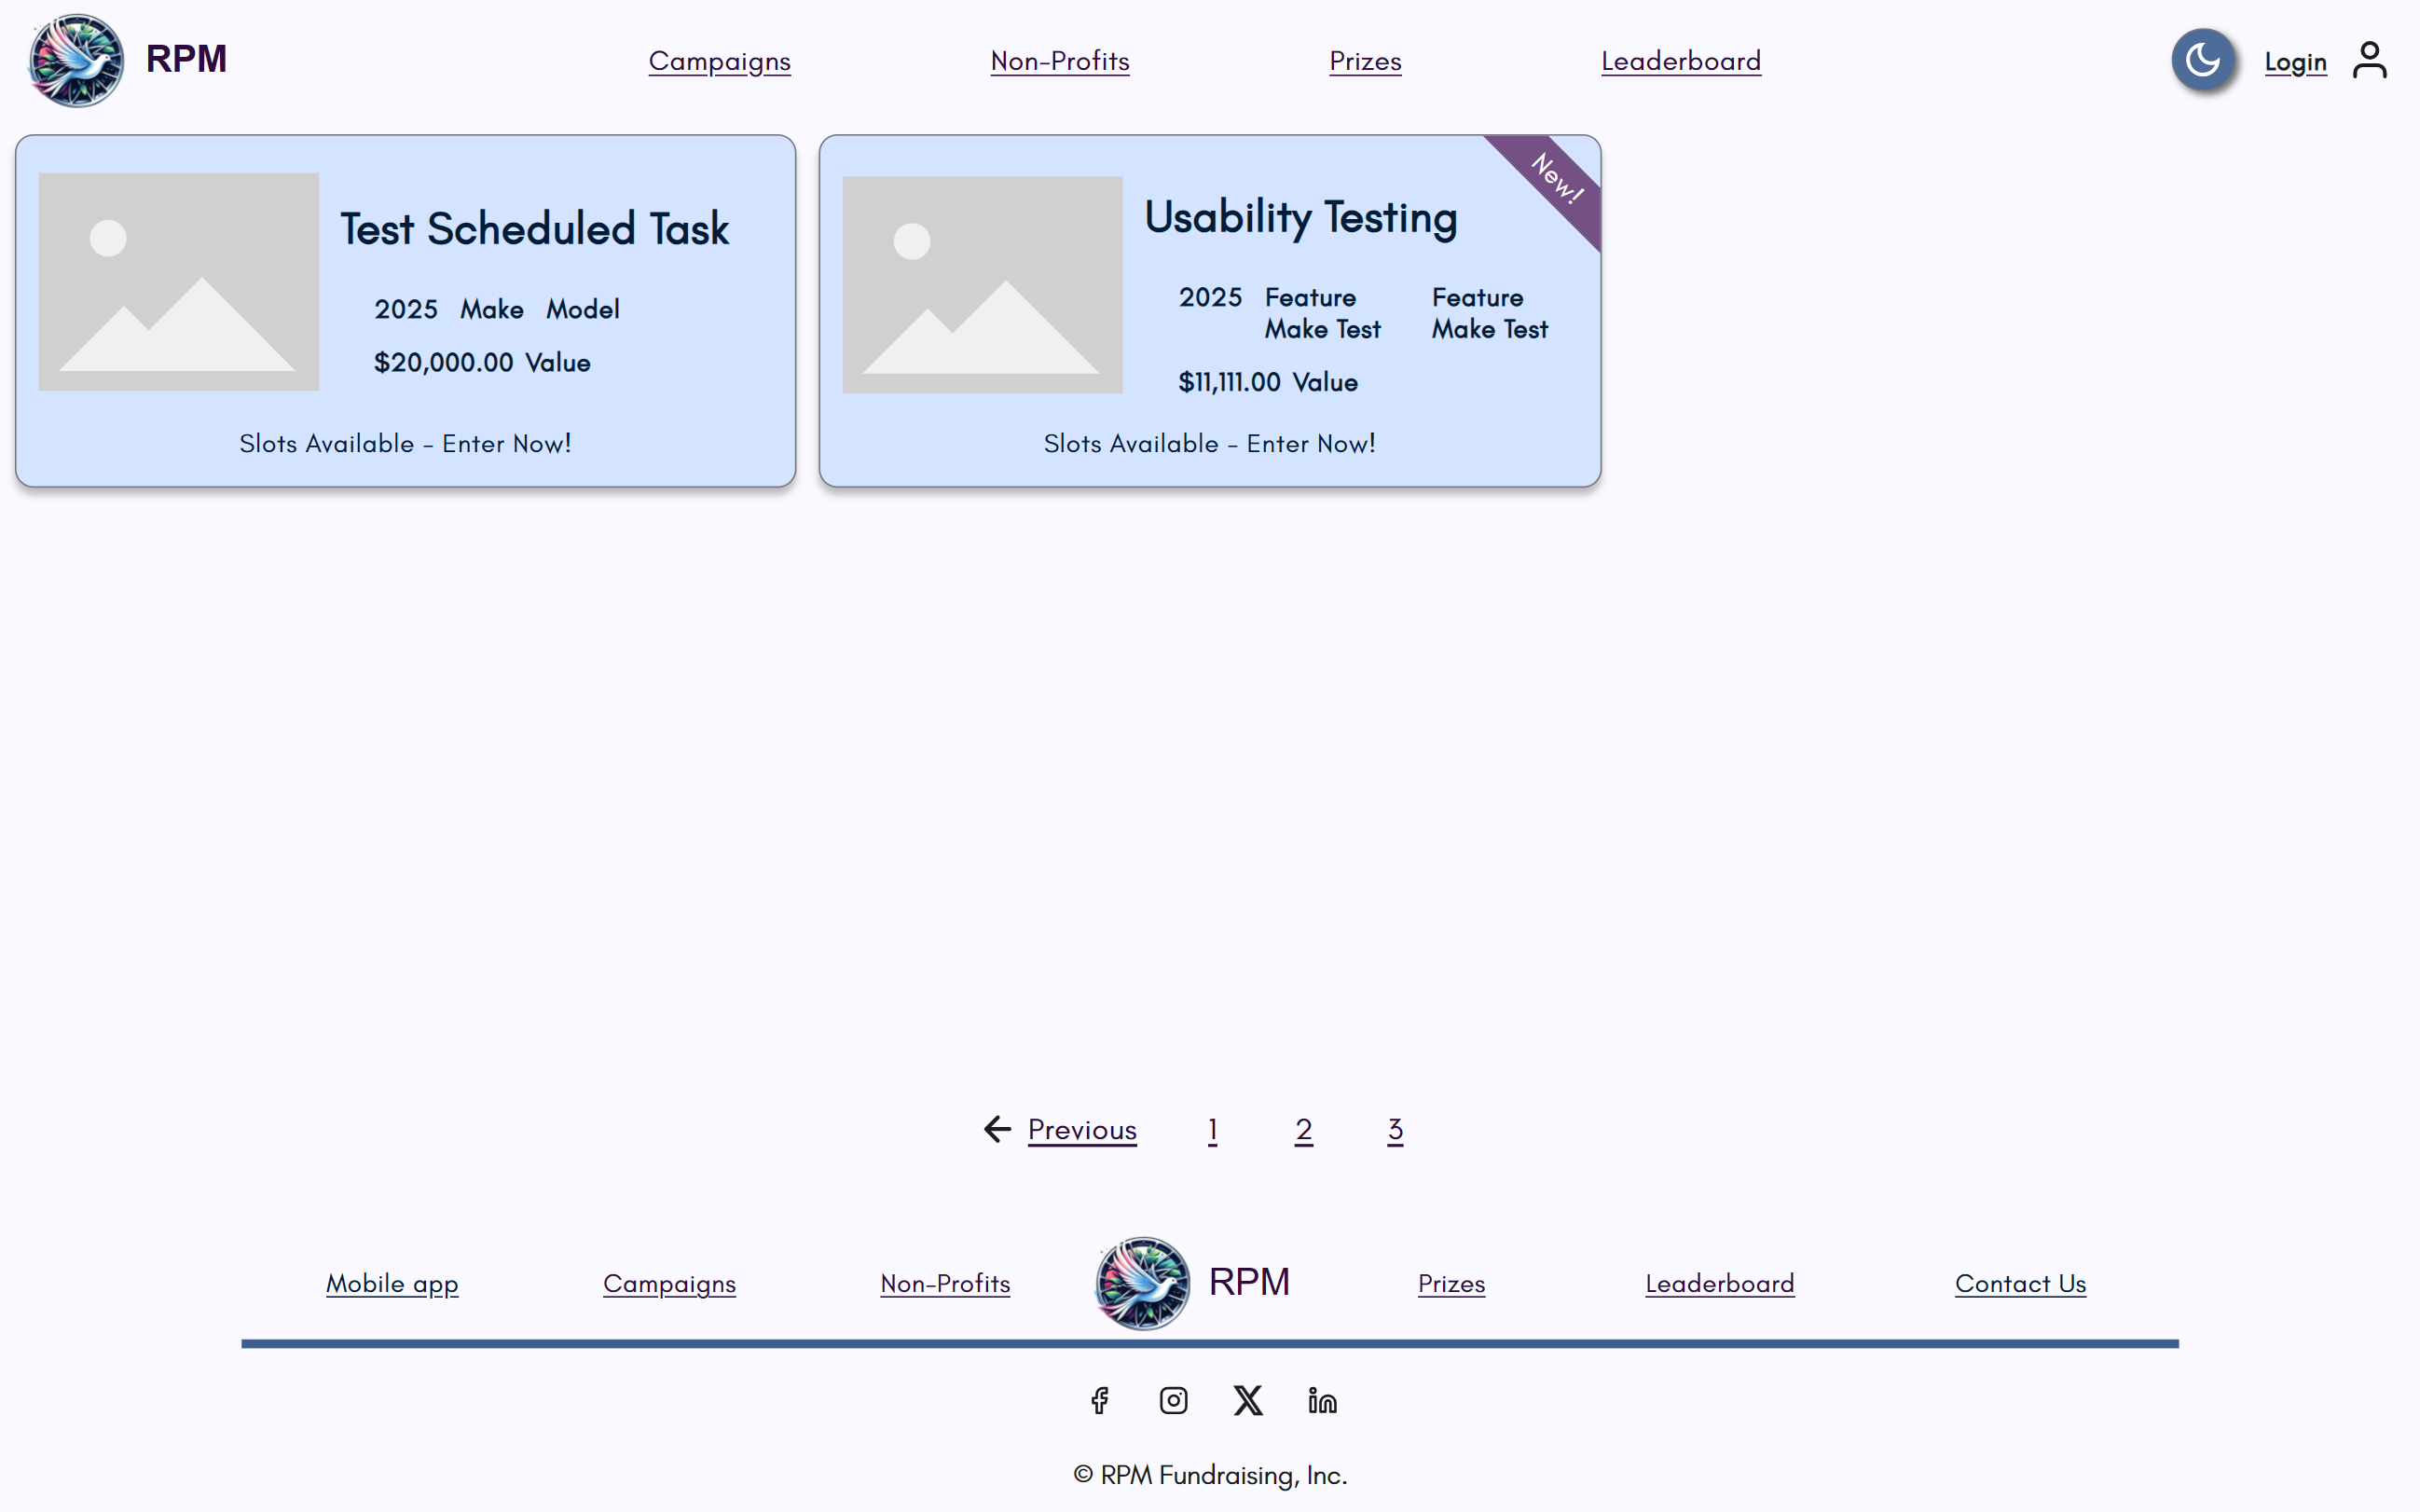 RPM
Campaigns
Non-Profits
Prizes
Leaderboard
Login
Test Scheduled Task
2025 Make Model
$20,000.00 Value
Slots Available - Enter Now!
New!
Usability Testing
2025
Feature
Make Test
Feature
Make Test
$11,111.00 Value
Slots Available - Enter Now!
Previous 1 2 3
Mobile app
Campaigns
Non-Profits
RPM
Prizes
Leaderboard
Contact Us
© RPM Fundraising, Inc.